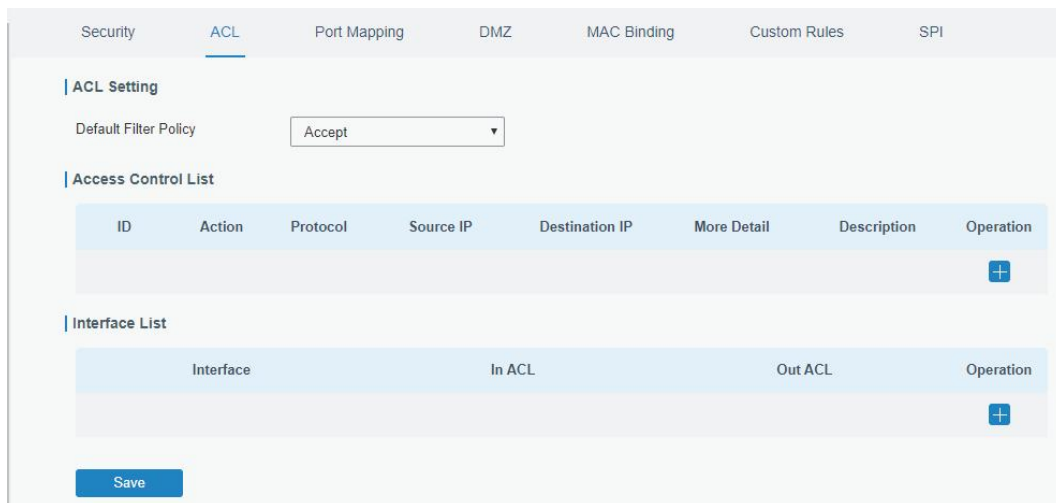 Security ACL Port Mapping DMZ MAC Binding Custom Rules SPI
ACL Setting
Default Filter Policy Accept
Access Control List
ID Action Protocol Source IP Destination IP More Detail Description Operation
Interface List
Interface In ACL Out ACL Operation
Save